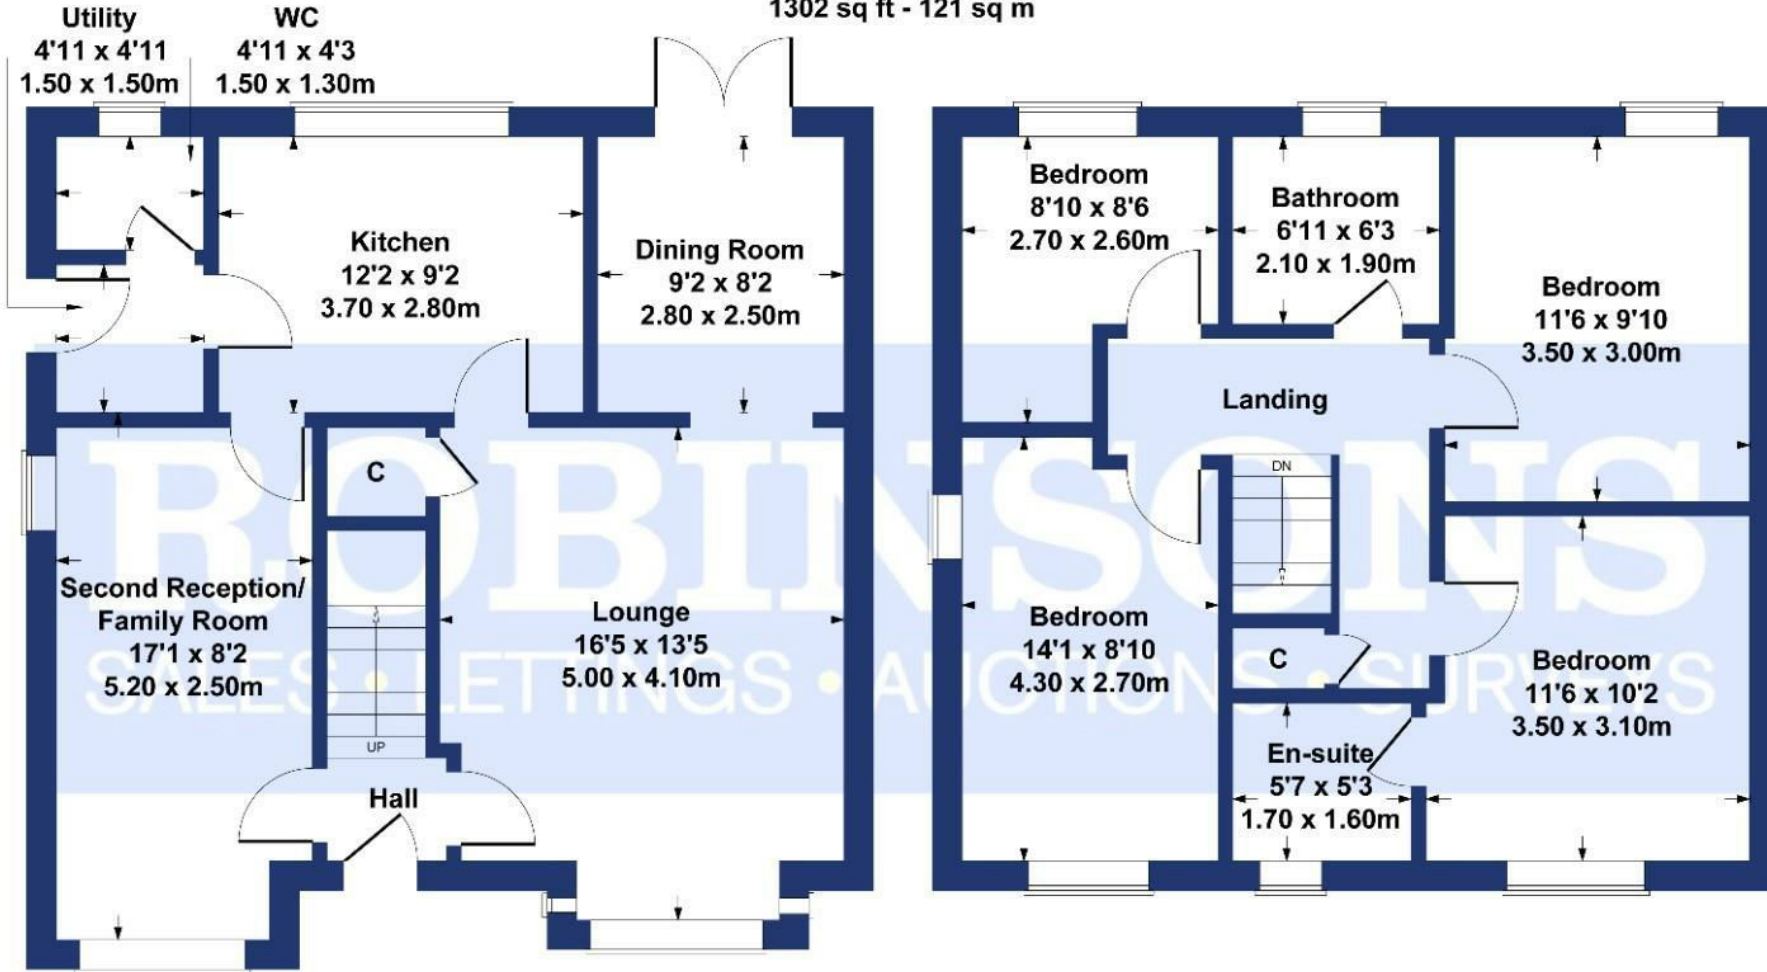 1302 sq ft - 121 sq m
Utility
4'11 x 4'11
1.50 x 1.50m
WC
4'11 x 4'3
1.50 x 1.30m
Kitchen
12'2 x 9'2
3.70 x 2.80m
Dining Room
9'2 x 8'2
2.80 x 2.50m
C
Second Reception/
Family Room
17'1 x 8'2
5.20 x 2.50m
Lounge
16'5 x 13'5
5.00 x 4.10m
UP
Hall
Bedroom
8'10 x 8'6
2.70 x 2.60m
Bathroom
6'11 x 6'3
2.10 x 1.90m
Bedroom
11'6 x 9'10
3.50 x 3.00m
Landing
DN
Bedroom
14'1 x 8'10
4.30 x 2.70m
C
Bedroom
11'6 x 10'2
3.50 x 3.10m
En-suite
5'7 x 5'3
1.70 x 1.60m
ROBINSONS
SALES • LETTINGS • AUCTIONS • SURVEYS